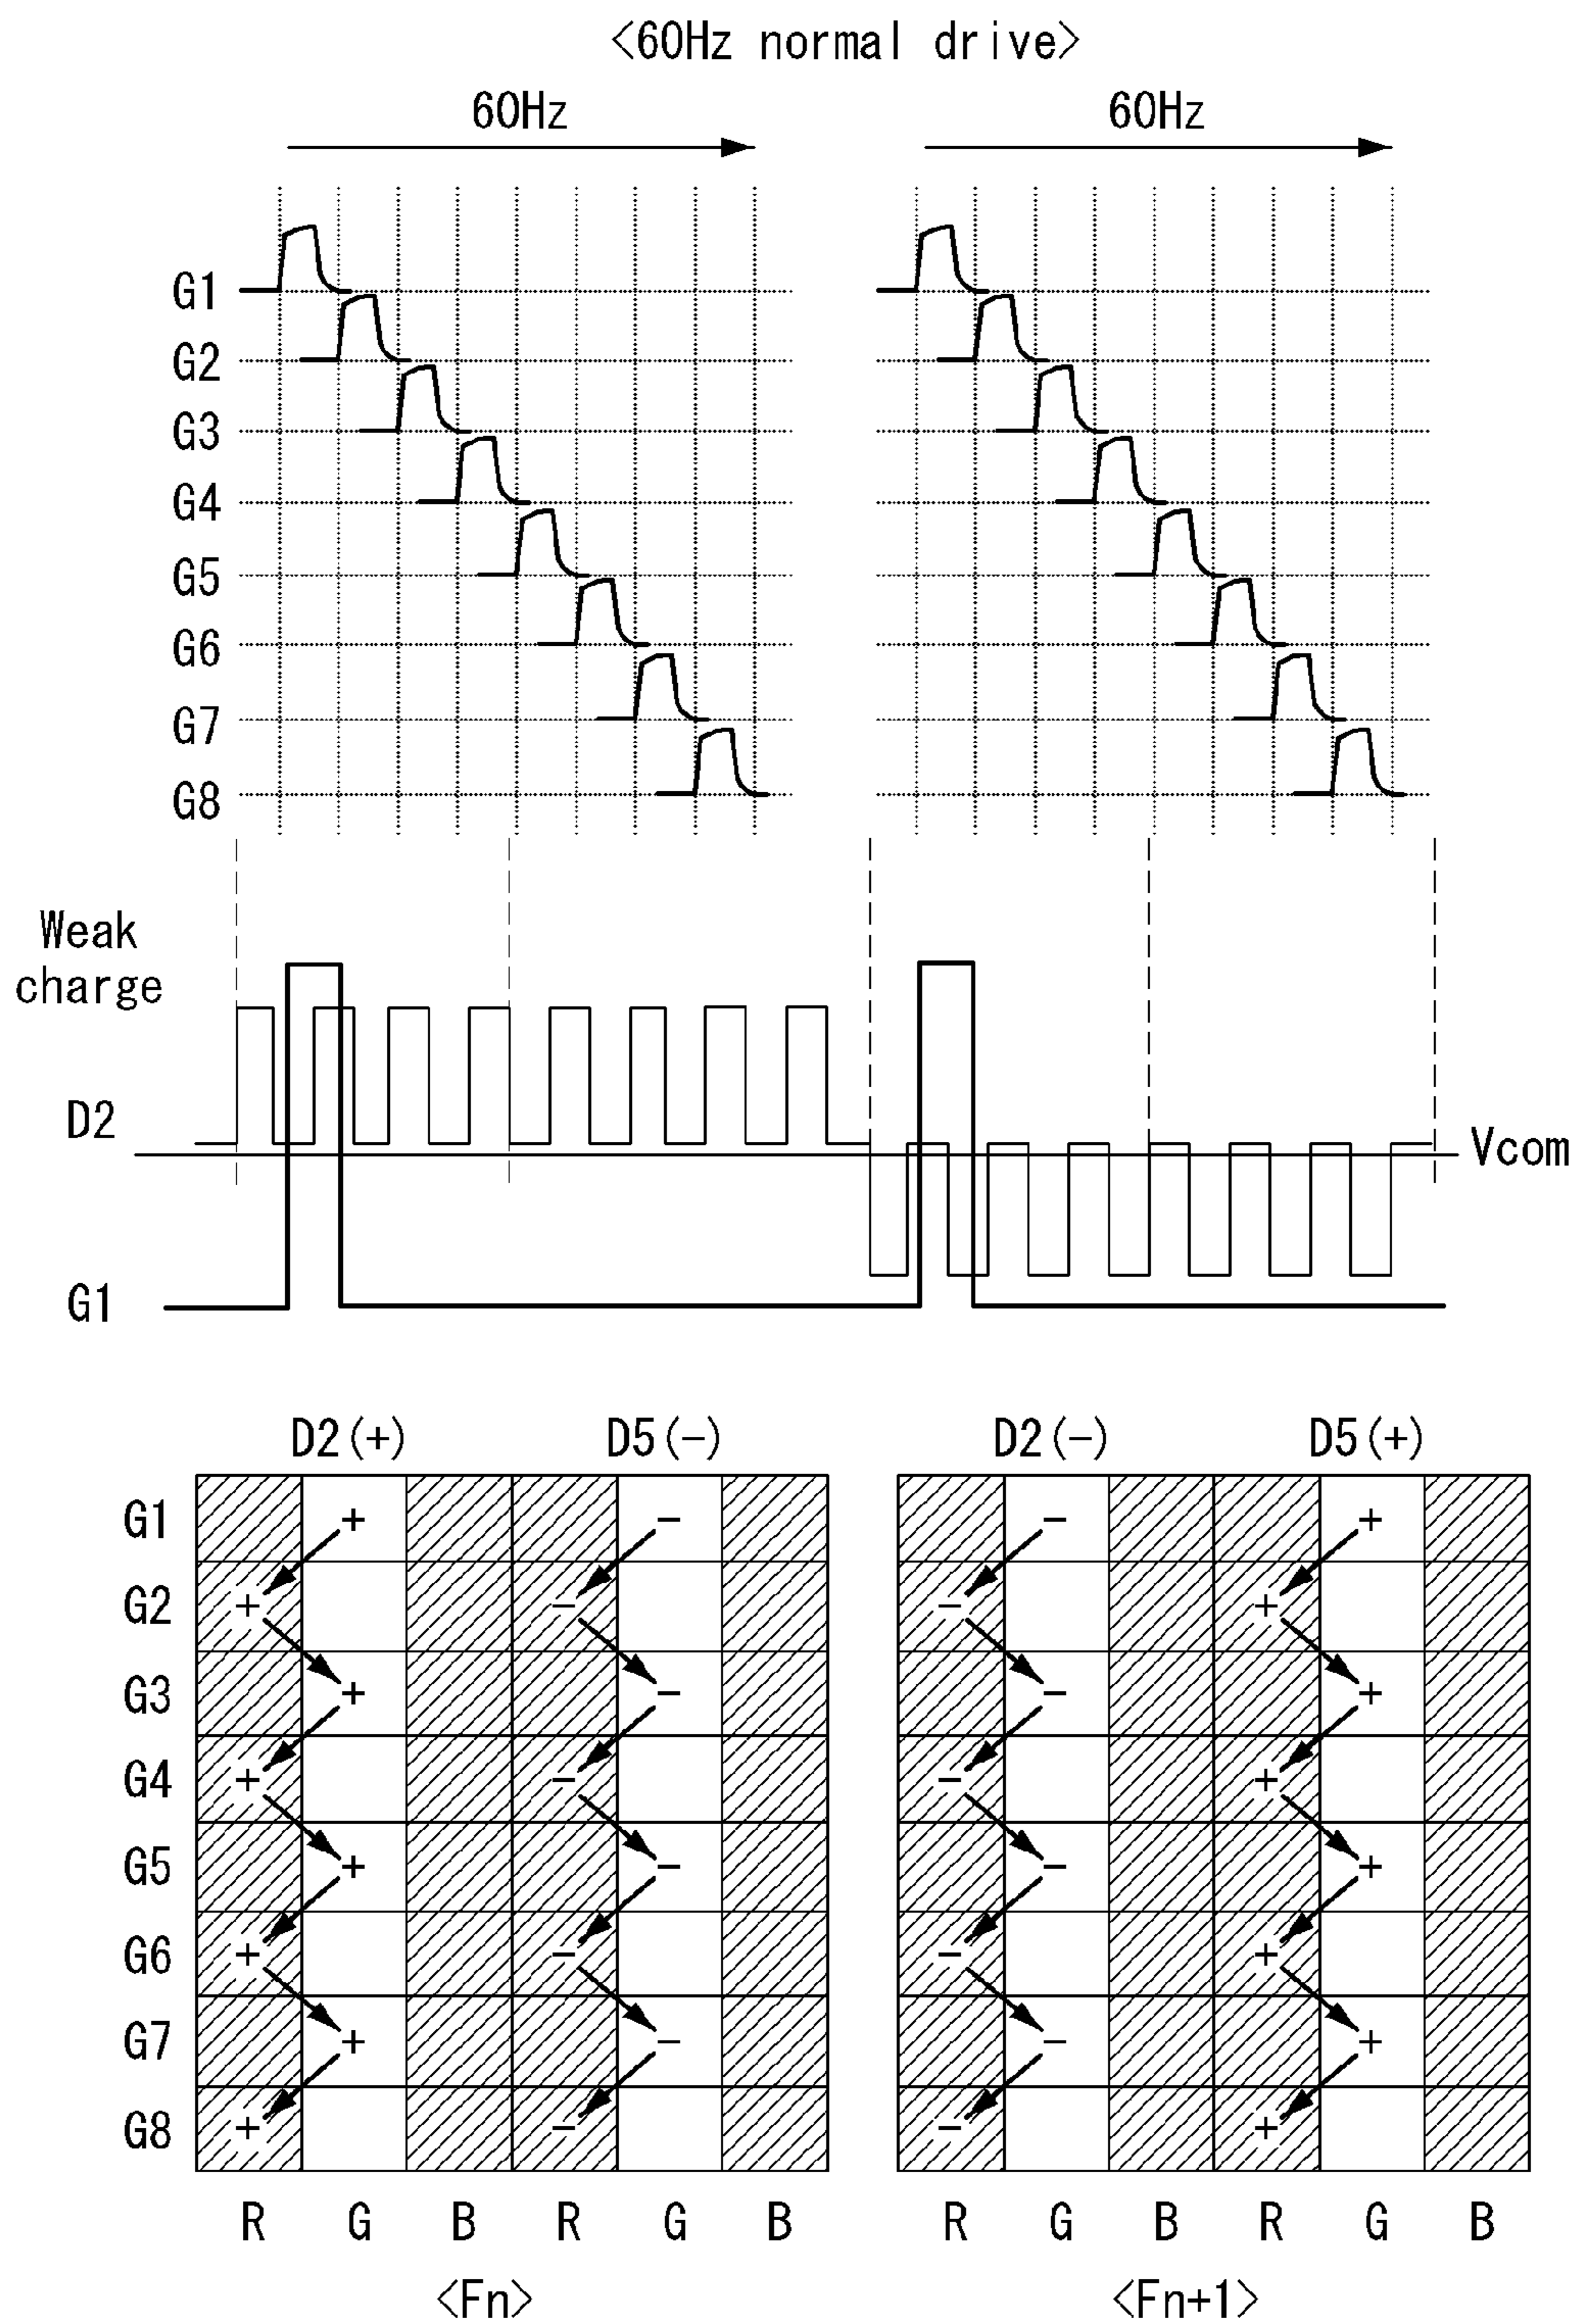 <60Hz normal drive>
60Hz 60Hz
G1
G2
G3
G4
G5
G6
G7
G8
Weak
charge
D2
Vcom
G1
D2(+) D5(-) D2(-) D5(+)
G1 + - - +
G2 + - - +
G3 + - - +
G4 + - - +
G5 + - - +
G6 + - - +
G7 + - - +
G8 + - - +
R G B R G B R G B R G B
<Fn> <Fn+1>